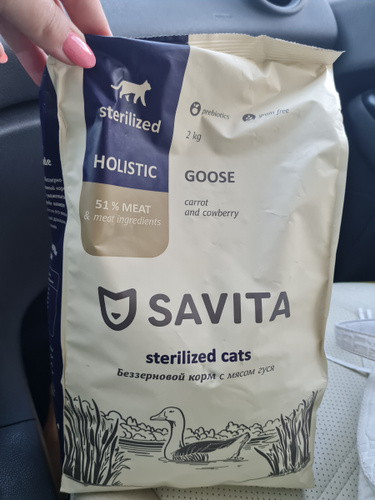 sterilized
prebiotics
grain free
2 kg
HOLISTIC
GOOSE
51% MEAT
& meat ingredients
carrot
and cowberry
SAVITA
sterilized cats
Беззерновой корм с мясом гуся